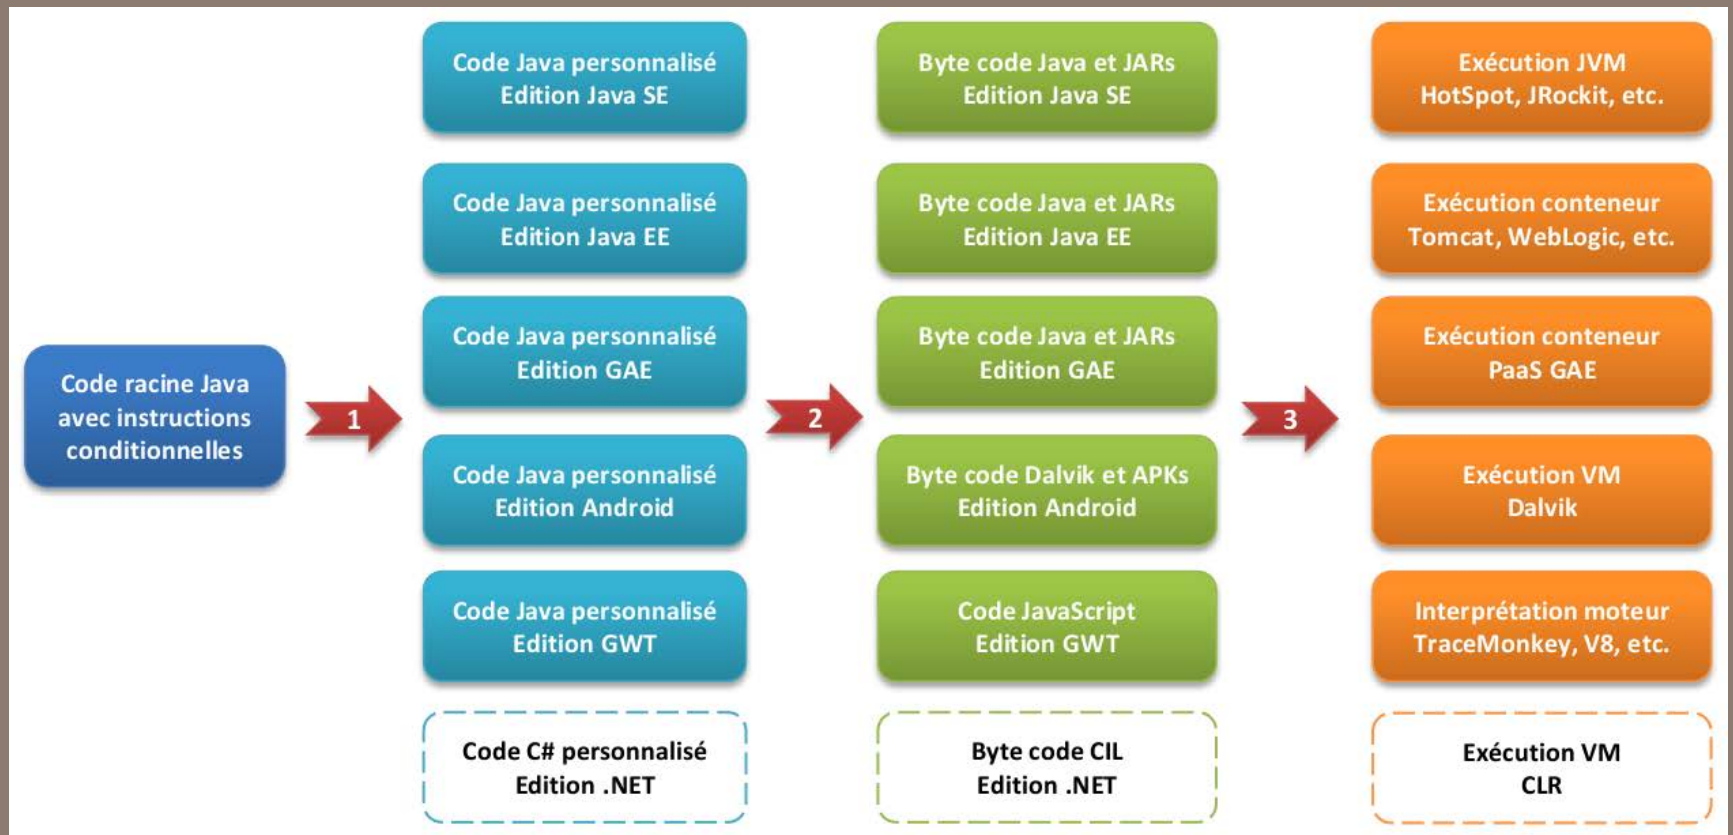 Code racine Java
avec instructions
conditionnelles
1
Code Java personnalisé
Edition Java SE
Code Java personnalisé
Edition Java EE
Code Java personnalisé
Edition GAE
Code Java personnalisé
Edition Android
Code Java personnalisé
Edition GWT
Code C# personnalisé
Edition .NET
2
Byte code Java et JARs
Edition Java SE
Byte code Java et JARs
Edition Java EE
Byte code Java et JARs
Edition GAE
Byte code Dalvik et APKs
Edition Android
Code JavaScript
Edition GWT
Byte code CIL
Edition .NET
3
Exécution JVM
HotSpot, JRockit, etc.
Exécution conteneur
Tomcat, WebLogic, etc.
Exécution conteneur
PaaS GAE
Exécution VM
Dalvik
Interprétation moteur
TraceMonkey, V8, etc.
Exécution VM
CLR